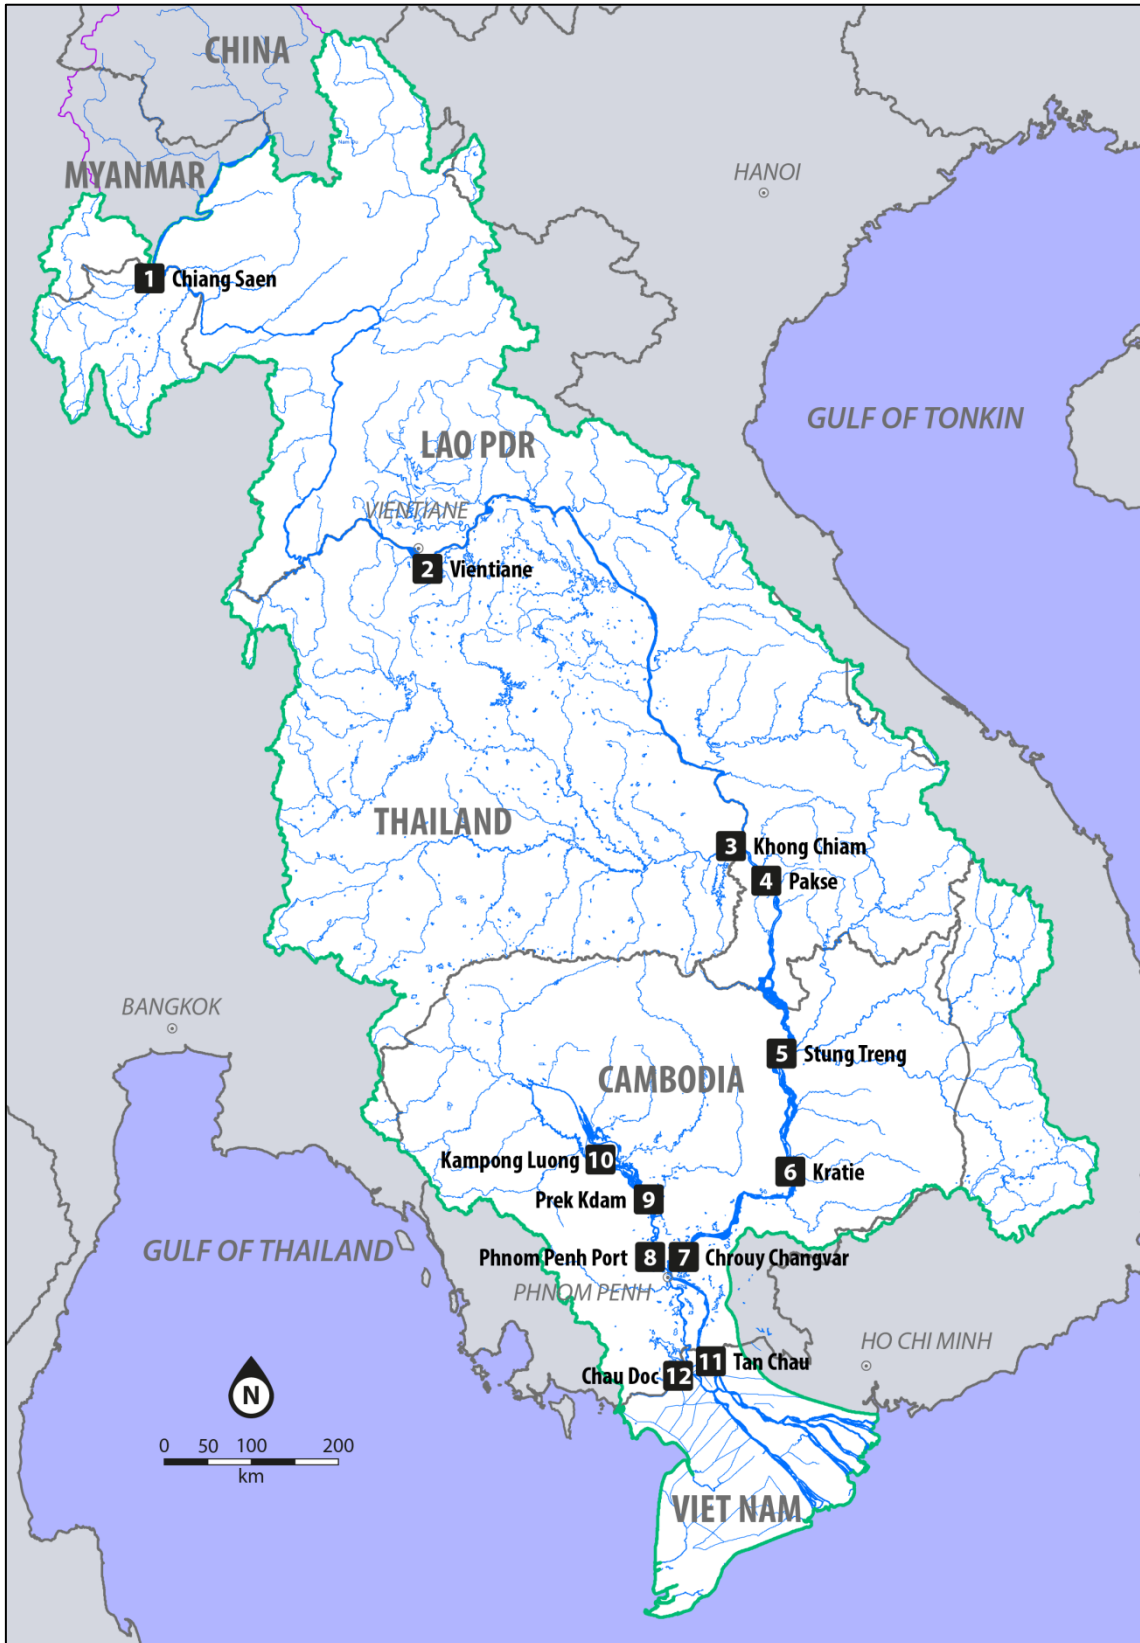 CHINA
Nam Ou
MYANMAR
HANOI
1 Chiang Saen
GULF OF TONKIN
LAO PDR
VIENTIANE
2 Vientiane
THAILAND
3 Khong Chiam
4 Pakse
BANGKOK
5 Stung Treng
CAMBODIA
Kampong Luong 10
6 Kratie
Prek Kdam 9
GULF OF THAILAND
Phnom Penh Port 8
7 Chrouy Changvar
PHNOM PENH
HO CHI MINH
11 Tan Chau
Chau Doc 12
N
0 50 100 200
km
VIET NAM